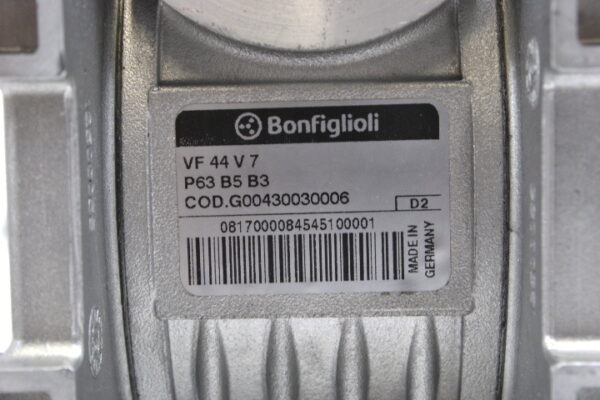 Bonfiglioli
VF 44 V 7
P63 B5 B3
COD.G00430030006
D2
0817000084545100001
MADE IN
GERMANY